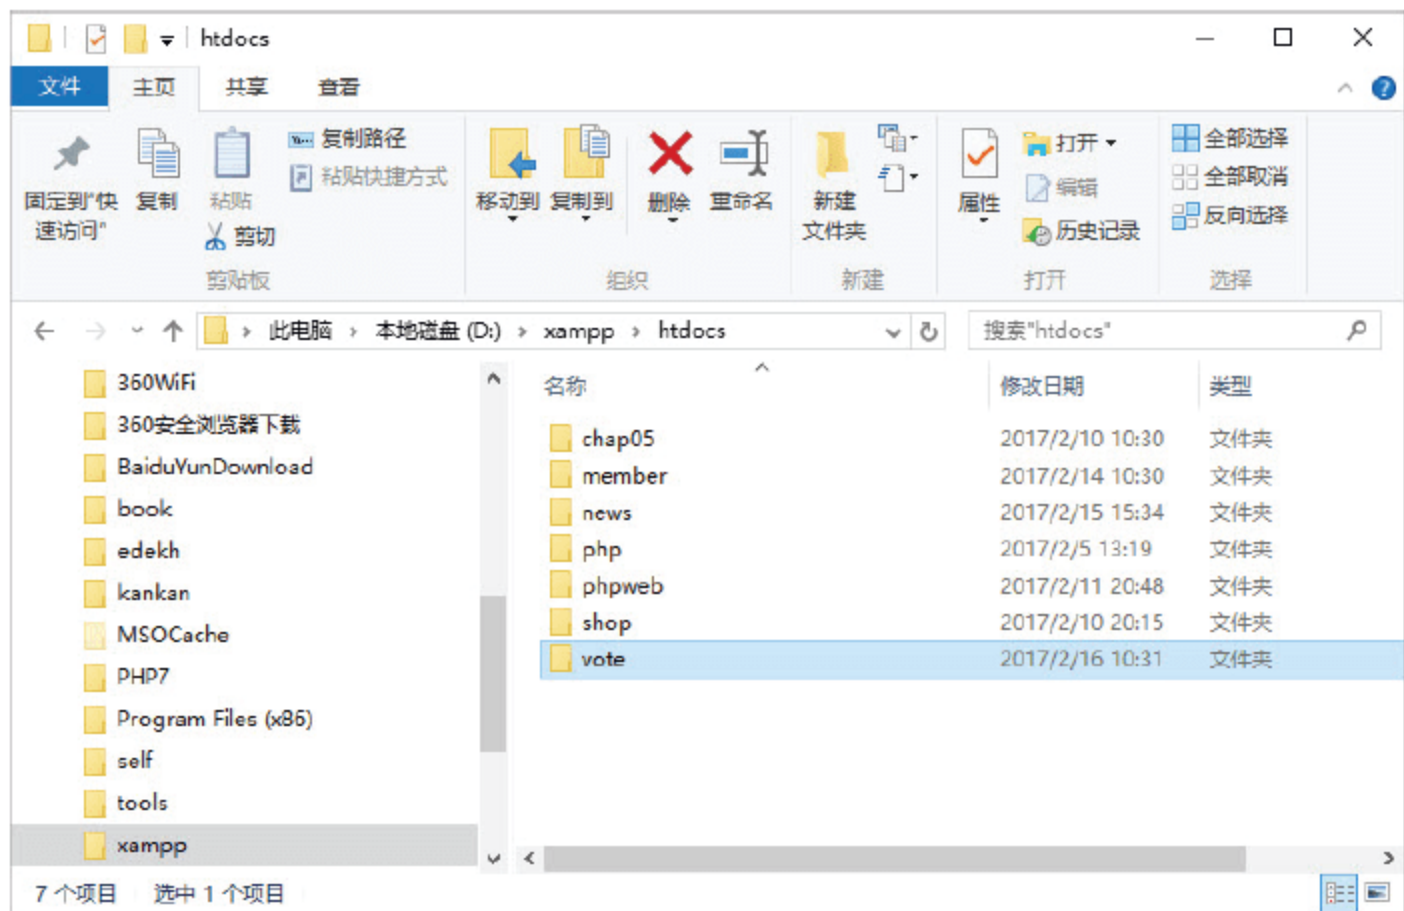 htdocs
文件 主页 共享 查看
固定到"快速访问" 复制 粘贴 剪切 复制路径 粘贴快捷方式
移动到 复制到 删除 重命名
新建文件夹
属性 打开 编辑 历史记录
全部选择 全部取消 反向选择
剪贴板 组织 新建 打开 选择
此电脑 本地磁盘 (D:) xampp htdocs 搜索"htdocs"
360WiFi
360安全浏览器下载
BaiduYunDownload
book
edekh
kankan
MSOCache
PHP7
Program Files (x86)
self
tools
xampp
名称 修改日期 类型
chap05 2017/2/10 10:30 文件夹
member 2017/2/14 10:30 文件夹
news 2017/2/15 15:34 文件夹
php 2017/2/5 13:19 文件夹
phpweb 2017/2/11 20:48 文件夹
shop 2017/2/10 20:15 文件夹
vote 2017/2/16 10:31 文件夹
7 个项目 选中 1 个项目